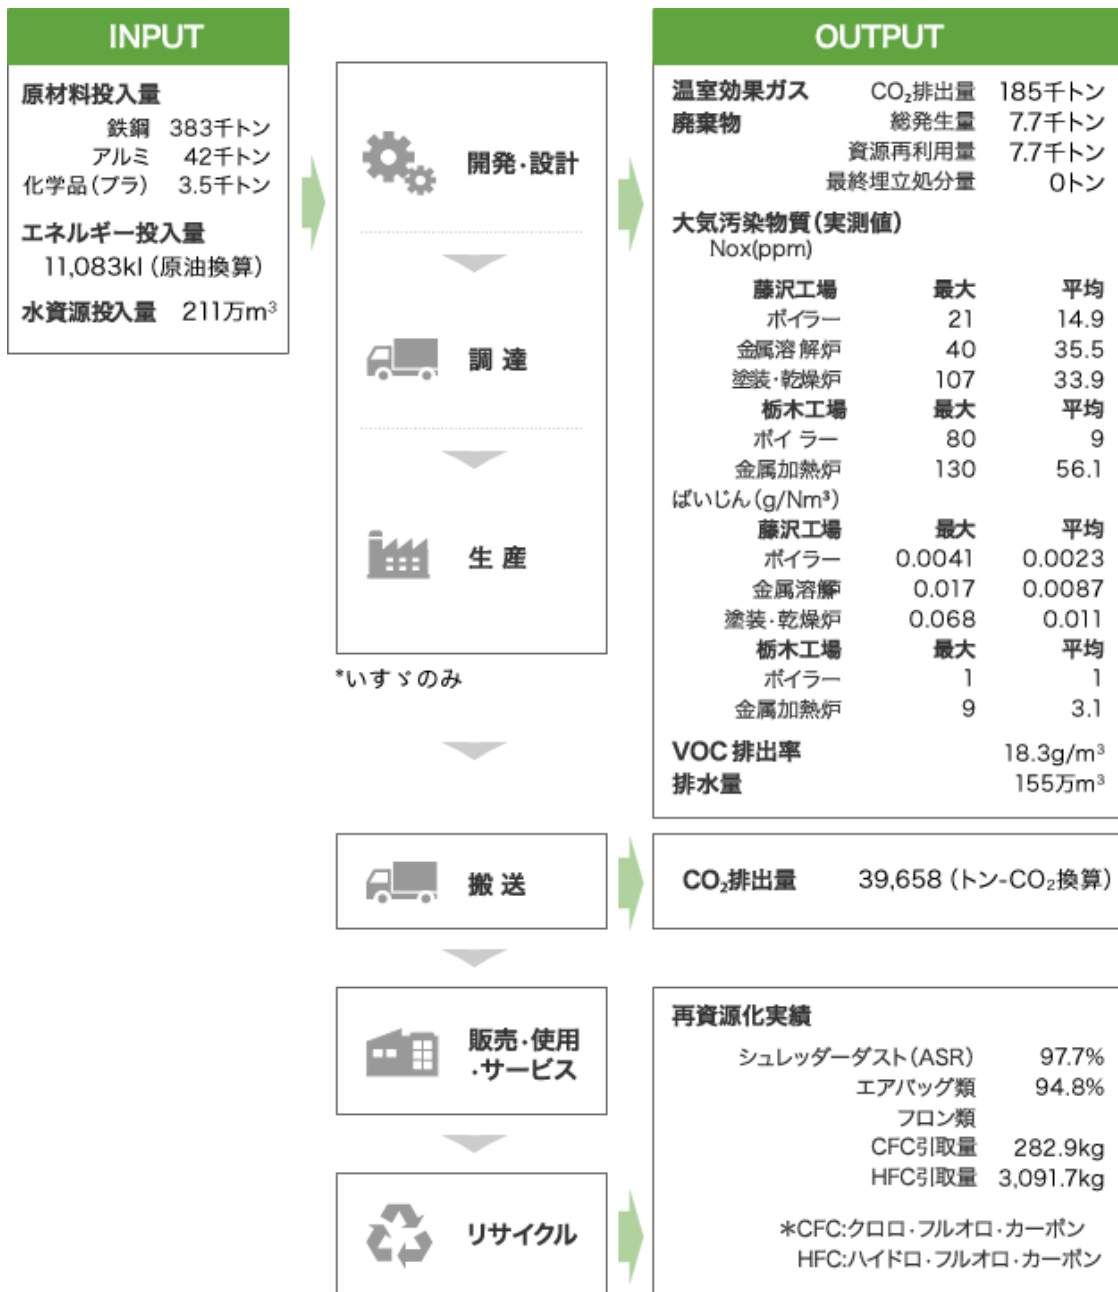 INPUT
原材料投入量
鉄鋼 383千トン
アルミ 42千トン
化学品(プラ) 3.5千トン
エネルギー投入量
11,083kl(原油換算)
水資源投入量 211万m³
開発・設計
調達
生産
*いすゞのみ
搬送
販売・使用
・サービス
リサイクル
OUTPUT
温室効果ガス CO₂排出量 185千トン
廃棄物 総発生量 7.7千トン
資源再利用量 7.7千トン
最終埋立処分量 0トン
大気汚染物質(実測値)
Nox(ppm)
藤沢工場 最大 平均
ボイラー 21 14.9
金属溶解炉 40 35.5
塗装・乾燥炉 107 33.9
栃木工場 最大 平均
ボイラー 80 9
金属加熱炉 130 56.1
ばいじん(g/Nm³)
藤沢工場 最大 平均
ボイラー 0.0041 0.0023
金属溶解炉 0.017 0.0087
塗装・乾燥炉 0.068 0.011
栃木工場 最大 平均
ボイラー 1 1
金属加熱炉 9 3.1
VOC排出率 18.3g/m³
排水量 155万m³
CO₂排出量 39,658(トン-CO₂換算)
再資源化実績
シュレッダーダスト(ASR) 97.7%
エアバッグ類 94.8%
フロン類
CFC引取量 282.9kg
HFC引取量 3,091.7kg
＊CFC:クロロ・フルオロ・カーボン
HFC:ハイドロ・フルオロ・カーボン